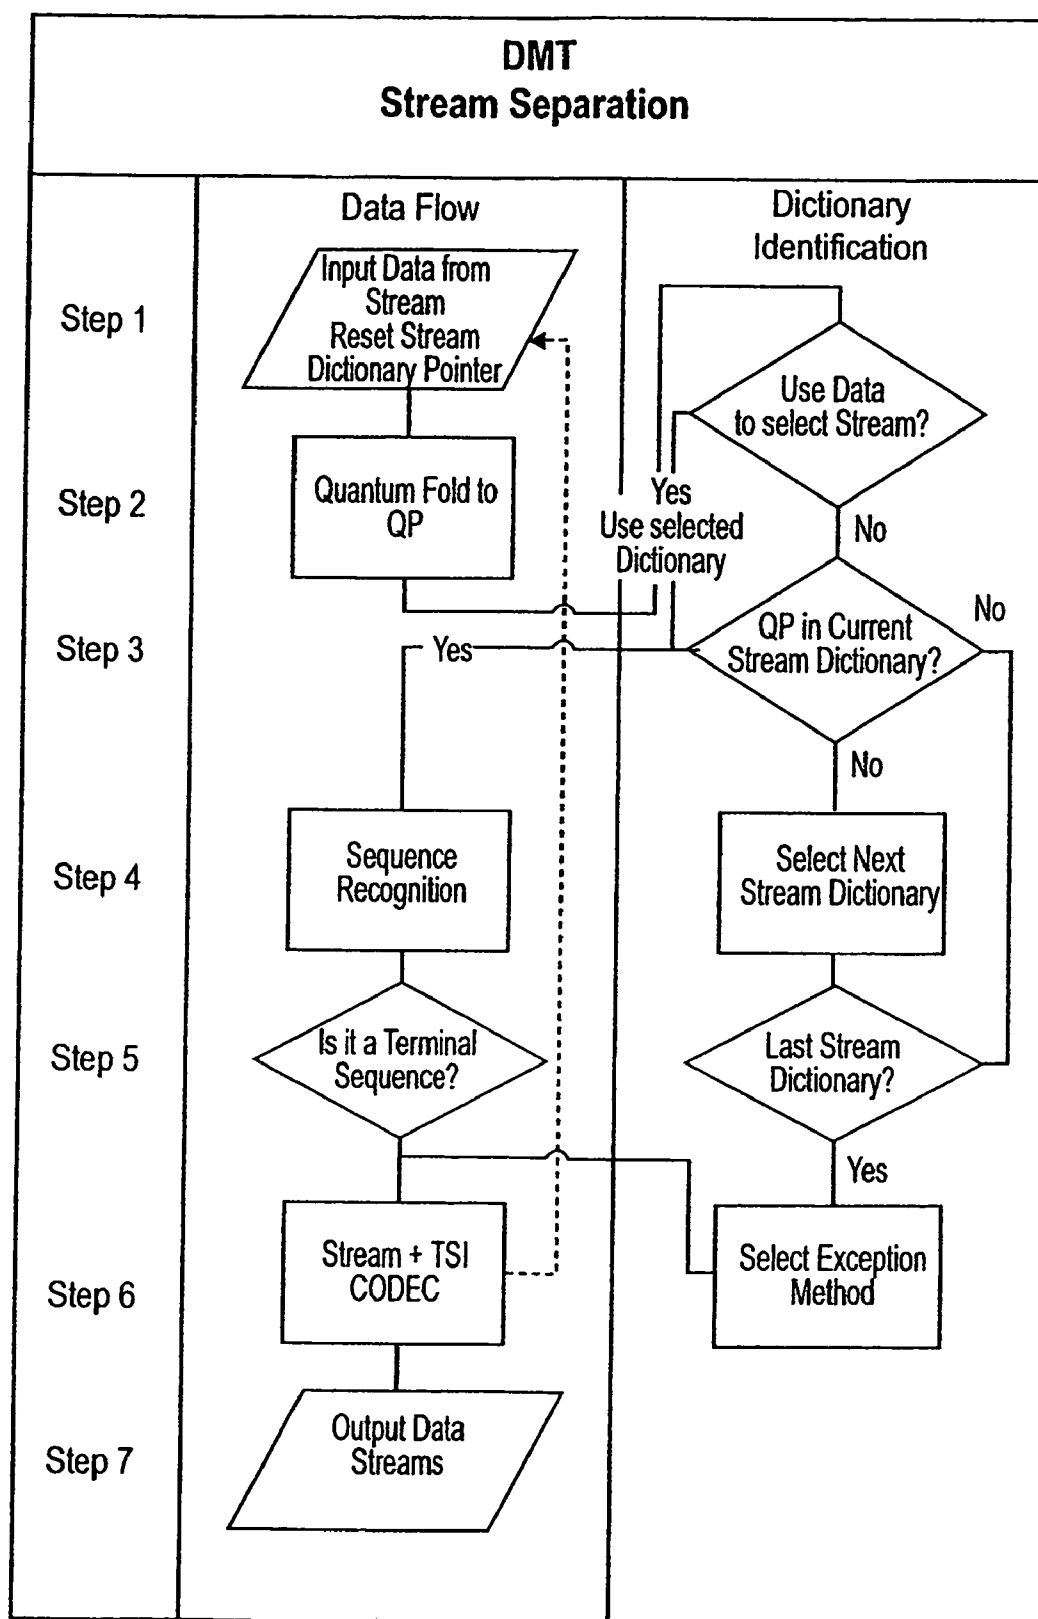 DMT
Stream Separation
Data Flow
Dictionary
Identification
Step 1
Input Data from
Stream
Reset Stream
Dictionary Pointer
Use Data
to select Stream?
Step 2
Quantum Fold to
QP
Yes
Use selected
Dictionary
No
Step 3
Yes
QP in Current
Stream Dictionary?
No
No
Step 4
Sequence
Recognition
Select Next
Stream Dictionary
Step 5
Is it a Terminal
Sequence?
Last Stream
Dictionary?
Yes
Step 6
Stream + TSI
CODEC
Select Exception
Method
Step 7
Output Data
Streams